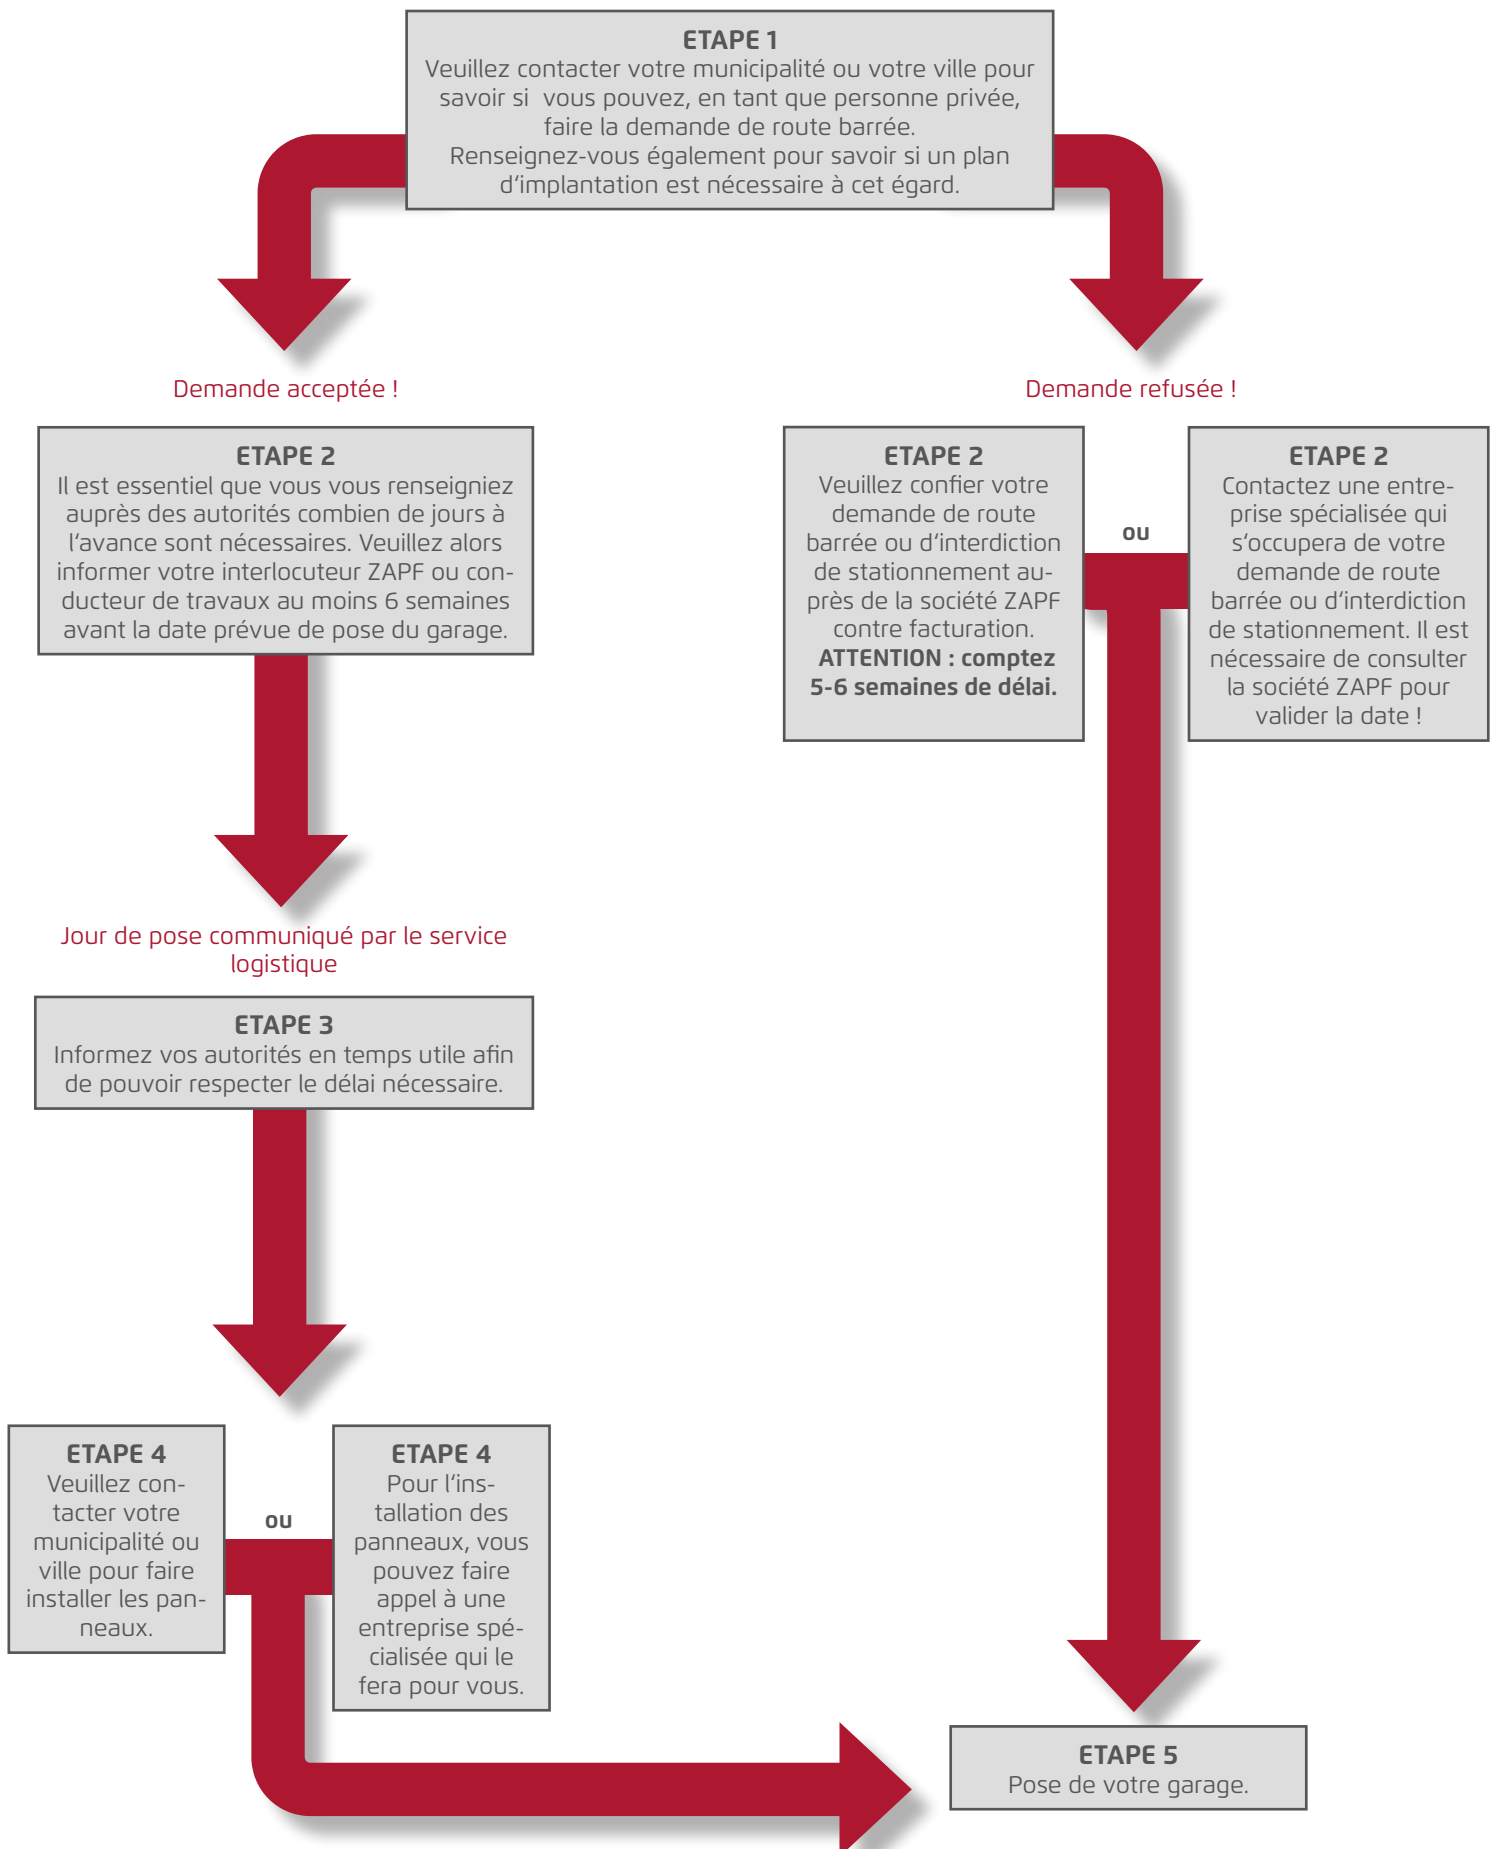 ETAPE 1
Veuillez contacter votre municipalité ou votre ville pour
savoir si  vous pouvez, en tant que personne privée,
faire la demande de route barrée.
Renseignez-vous également pour savoir si un plan
d‘implantation est nécessaire à cet égard.
Demande acceptée !
Demande refusée !
ETAPE 2
Il est essentiel que vous vous renseigniez
auprès des autorités combien de jours à
l‘avance sont nécessaires. Veuillez alors
informer votre interlocuteur ZAPF ou con-
ducteur de travaux au moins 6 semaines
avant la date prévue de pose du garage.
ETAPE 2
Veuillez confier votre
demande de route
barrée ou d‘interdiction
de stationnement au-
près de la société ZAPF
contre facturation.
ATTENTION : comptez
5-6 semaines de délai.
ou
ETAPE 2
Contactez une entre-
prise spécialisée qui
s‘occupera de votre
demande de route
barrée ou d‘interdiction
de stationnement. Il est
nécessaire de consulter
la société ZAPF pour
valider la date !
Jour de pose communiqué par le service
logistique
ETAPE 3
Informez vos autorités en temps utile afin
de pouvoir respecter le délai nécessaire.
ETAPE 4
Veuillez con-
tacter votre
municipalité ou
ville pour faire
installer les pan-
neaux.
ou
ETAPE 4
Pour l‘ins-
tallation des
panneaux, vous
pouvez faire
appel à une
entreprise spé-
cialisée qui le
fera pour vous.
ETAPE 5
Pose de votre garage.